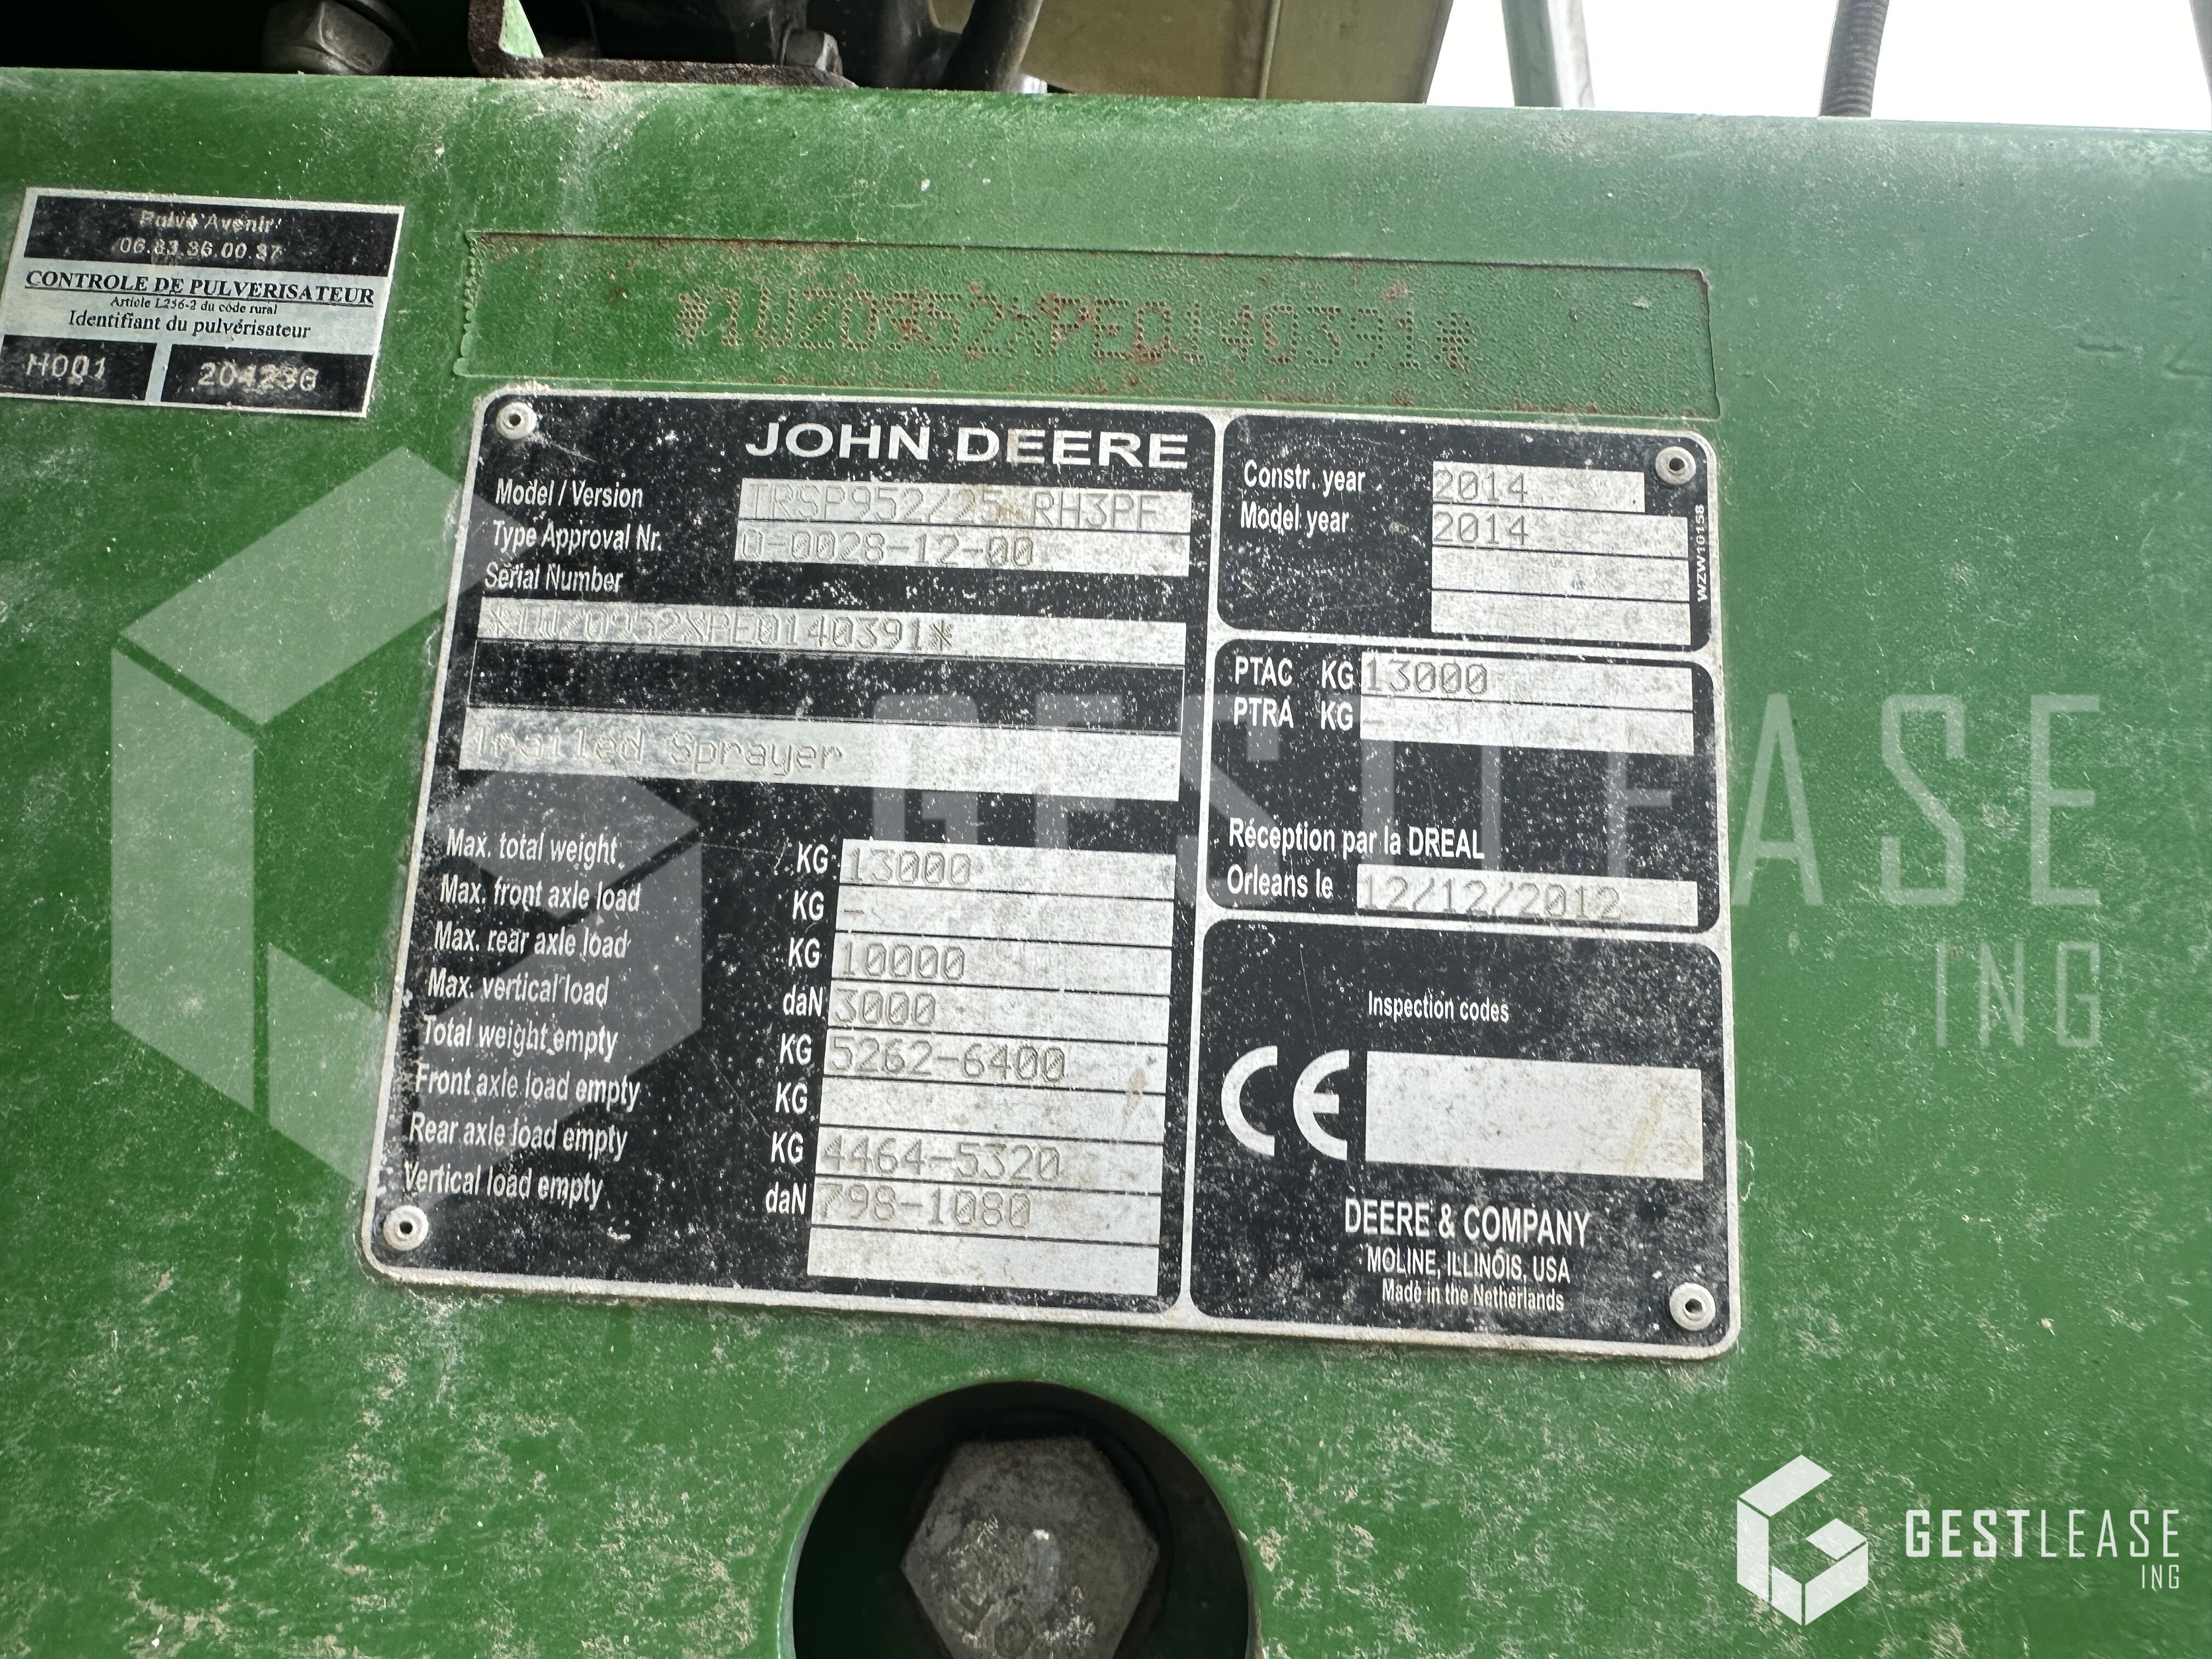 Pulvé Avenir
06.83.36.00.37
CONTROLE DE PULVERISATEUR
Article L256-2 du code rural
Identifiant du pulvérisateur
H001
*1WZ0952XPE0140391*
JOHN DEERE
Model / Version TRSP952/25 RH3PF
Type Approval Nr. 0-0028-12-00
Serial Number
*1WZ0952XPE0140391*
Trailed Sprayer
Max. total weight KG 13000
Max. front axle load KG -
Max. rear axle load KG 10000
Max. vertical load daN 3000
Total weight empty KG 5262-6400
Front axle load empty KG
Rear axle load empty KG 4464-5320
Vertical load empty daN 798-1080
Constr. year 2014
Model year 2014
WZW10158
PTAC KG 13000
PTRA KG -
Réception par la DREAL
Orleans le 12/12/2012
Inspection codes
CE
DEERE & COMPANY
MOLINE, ILLINOIS, USA
Made in the Netherlands
GESTLEASE
ING
GESTLEASE
ING